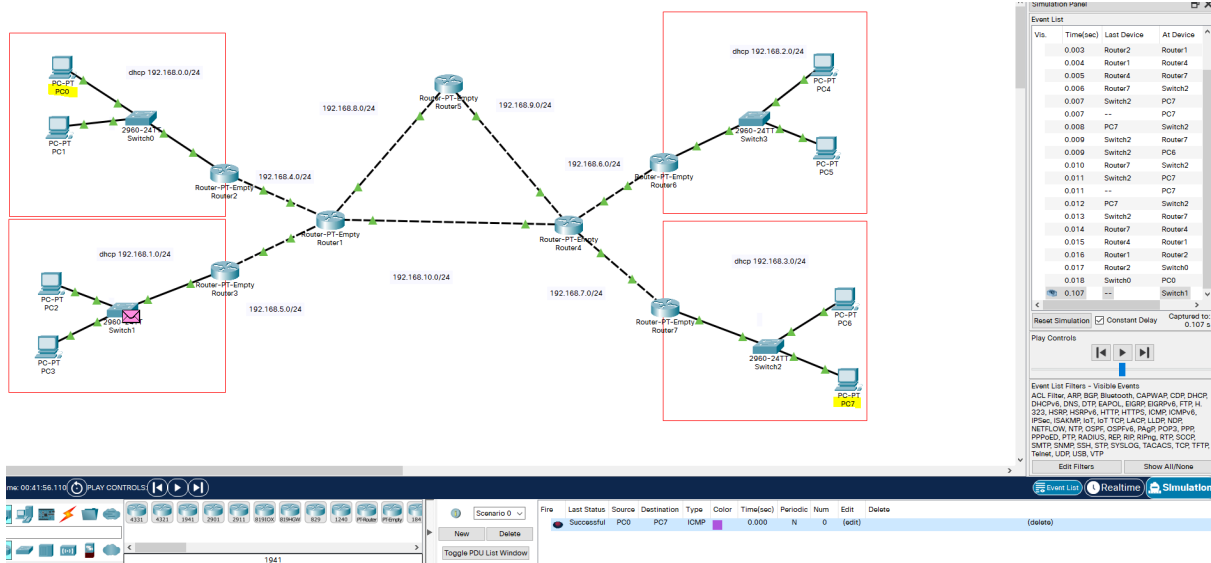 dhcp 192.168.0.0/24
PC-PT
PC0
PC-PT
PC1
2960-24TT
Switch0
192.168.4.0/24
Router-PT-Empty
Router2
dhcp 192.168.1.0/24
PC-PT
PC2
2960-24TT
Switch1
PC-PT
PC3
Router-PT-Empty
Router3
192.168.5.0/24
Router-PT-Empty
Router1
192.168.8.0/24
Router-PT-Empty
Router5
192.168.9.0/24
192.168.10.0/24
Router-PT-Empty
Router4
192.168.6.0/24
192.168.7.0/24
dhcp 192.168.2.0/24
PC-PT
PC4
2960-24TT
Switch3
PC-PT
PC5
Router-PT-Empty
Router6
dhcp 192.168.3.0/24
Router-PT-Empty
Router7
PC-PT
PC6
2960-24TT
Switch2
PC-PT
PC7
Simulation Panel
Event List
Vis. Time(sec) Last Device At Device
0.003 Router2 Router1
0.004 Router1 Router4
0.005 Router4 Router7
0.006 Router7 Switch2
0.007 Switch2 PC7
0.007 -- PC7
0.008 PC7 Switch2
0.009 Switch2 Router7
0.009 Switch2 PC6
0.010 Router7 Switch2
0.011 Switch2 PC7
0.011 -- PC7
0.012 PC7 Switch2
0.013 Switch2 Router7
0.014 Router7 Router4
0.015 Router4 Router1
0.016 Router1 Router2
0.017 Router2 Switch0
0.018 Switch0 PC0
0.107 -- Switch1
Reset Simulation Constant Delay Captured to:
0.107 s
Play Controls
Event List Filters - Visible Events
ACL Filter, ARP, BGP, Bluetooth, CAPWAP, CDP, DHCP,
DHCPv6, DNS, DTP, EAPOL, EIGRP, EIGRPv6, FTP, H.
323, HSRP, HSRPv6, HTTP, HTTPS, ICMP, ICMPv6,
IPSec, ISAKMP, IoT, IoT TCP, LACP, LLDP, NDP,
NETFLOW, NTP, OSPF, OSPFv6, PAgP, POP3, PPP,
PPPoED, PTP, RADIUS, REP, RIP, RIPng, RTP, SCCP,
SMTP, SNMP, SSH, STP, SYSLOG, TACACS, TCP, TFTP,
Telnet, UDP, USB, VTP
Edit Filters Show All/None
me: 00:41:56.110 PLAY CONTROLS:
Event List Realtime Simulation
4331 4321 1941 2901 2911 819IOX 819HGW 829 1240 PT-Router PT-Empty 184
1941
Scenario 0
New Delete
Toggle PDU List Window
Fire Last Status Source Destination Type Color Time(sec) Periodic Num Edit Delete
Successful PC0 PC7 ICMP 0.000 N 0 (edit) (delete)